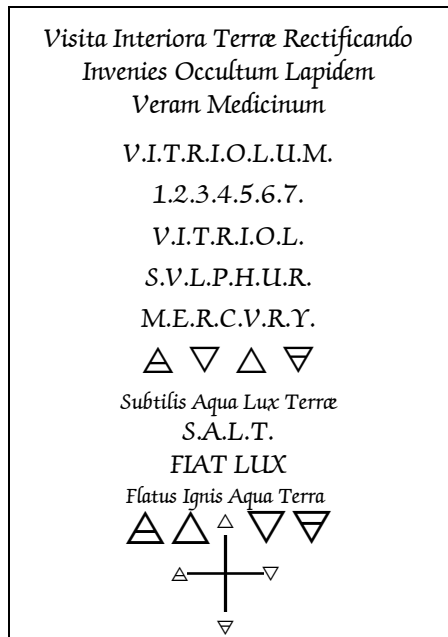 Visita Interiora Terræ Rectificando
Invenies Occultum Lapidem
Veram Medicinum
V.I.T.R.I.O.L.U.M.
1.2.3.4.5.6.7.
V.I.T.R.I.O.L.
S.V.L.P.H.U.R.
M.E.R.C.V.R.Y.
Subtilis Aqua Lux Terræ
S.A.L.T.
FIAT LUX
Flatus Ignis Aqua Terra